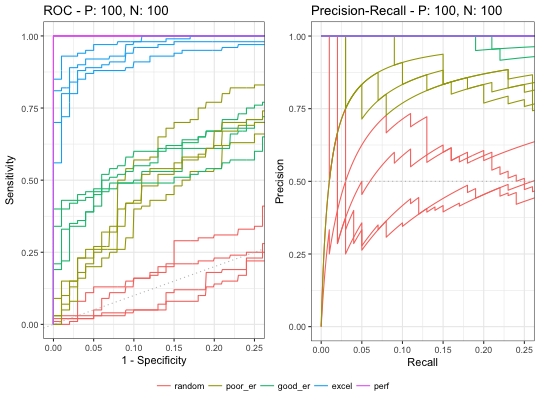 ROC - P: 100, N: 100
1.00
0.75
0.50
0.25
0.00
Sensitivity
0.00 0.05 0.10 0.15 0.20 0.25
1 - Specificity
Precision-Recall - P: 100, N: 100
1.00
0.75
0.50
0.25
0.00
Precision
0.00 0.05 0.10 0.15 0.20 0.25
Recall
random poor_er good_er excel perf